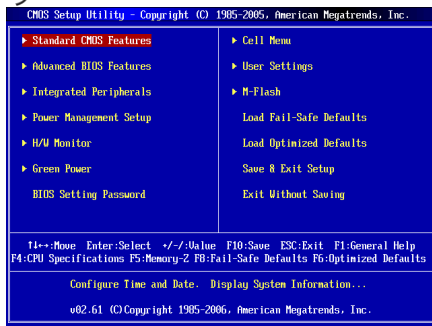 CMOS Setup Utility - Copyright (C) 1985-2005, American Megatrends, Inc.
▶ Standard CMOS Features
▶ Advanced BIOS Features
▶ Integrated Peripherals
▶ Power Management Setup
▶ H/W Monitor
▶ Green Power
BIOS Setting Password
▶ Cell Menu
▶ User Settings
▶ M-Flash
Load Fail-Safe Defaults
Load Optimized Defaults
Save & Exit Setup
Exit Without Saving
↑↓←→:Move Enter:Select +/-/:Value F10:Save ESC:Exit F1:General Help
F4:CPU Specifications F5:Memory-Z F8:Fail-Safe Defaults F6:Optimized Defaults
Configure Time and Date. Display System Information...
v02.61 (C)Copyright 1985-2006, American Megatrends, Inc.